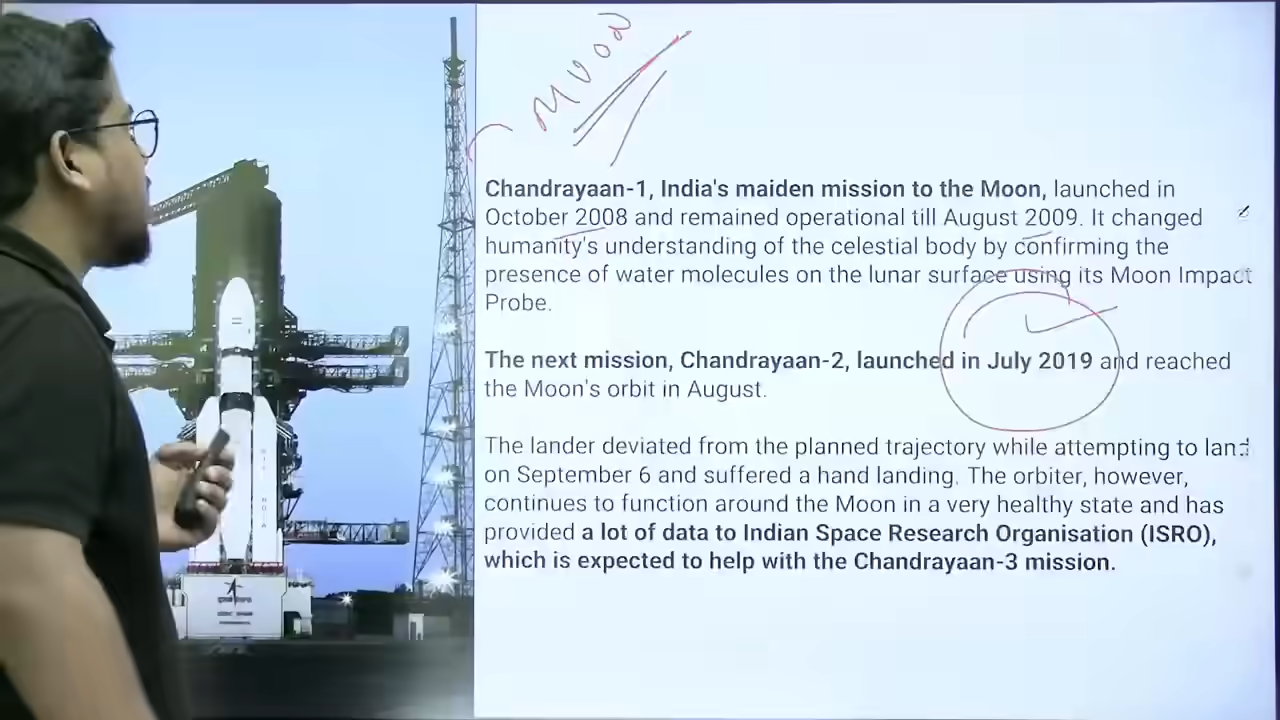 Moon
Chandrayaan-1, India's maiden mission to the Moon, launched in
October 2008 and remained operational till August 2009. It changed
humanity's understanding of the celestial body by confirming the
presence of water molecules on the lunar surface using its Moon Impact
Probe.
The next mission, Chandrayaan-2, launched in July 2019 and reached
the Moon's orbit in August.
The lander deviated from the planned trajectory while attempting to land
on September 6 and suffered a hand landing. The orbiter, however,
continues to function around the Moon in a very healthy state and has
provided a lot of data to Indian Space Research Organisation (ISRO),
which is expected to help with the Chandrayaan-3 mission.